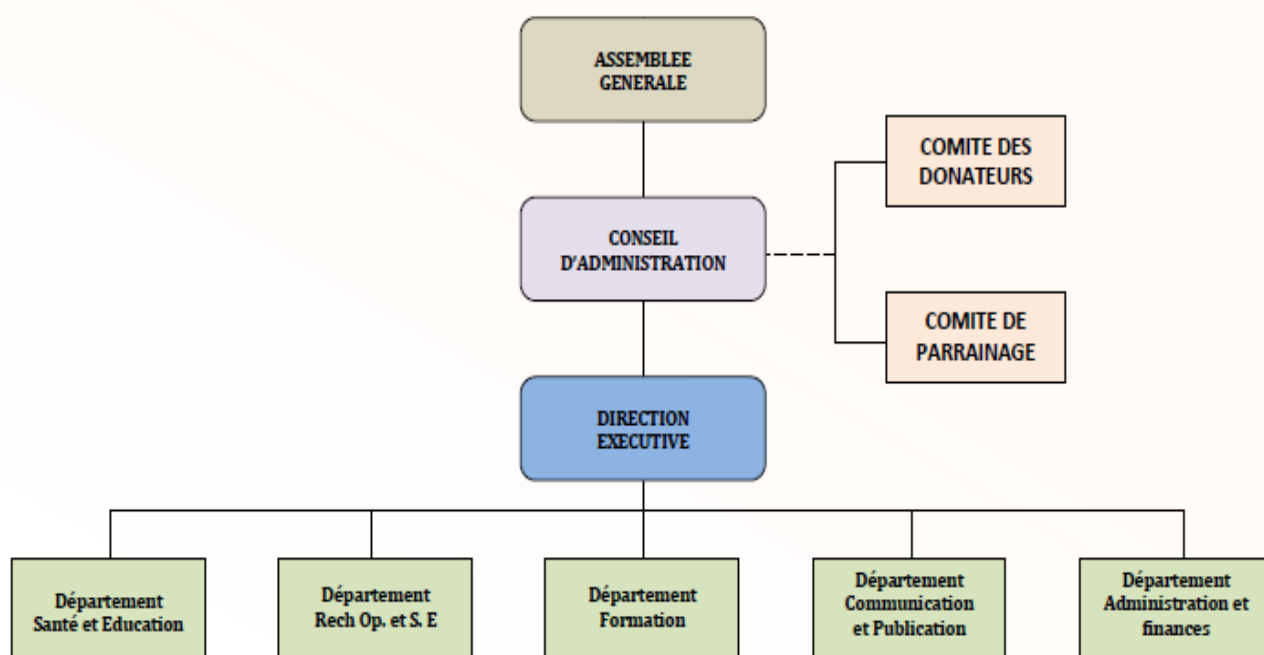 ASSEMBLEE
GENERALE
COMITE DES
DONATEURS
CONSEIL
D'ADMINISTRATION
COMITE DE
PARRAINAGE
DIRECTION
EXECUTIVE
Département
Santé et Education
Département
Rech Op. et S. E
Département
Formation
Département
Communication
et Publication
Département
Administration et
finances